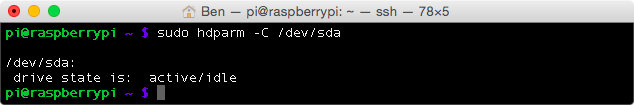 Ben — pi@raspberrypi: ~ — ssh — 78×5
pi@raspberrypi ~ $ sudo hdparm -C /dev/sda
/dev/sda:
drive state is:  active/idle
pi@raspberrypi ~ $